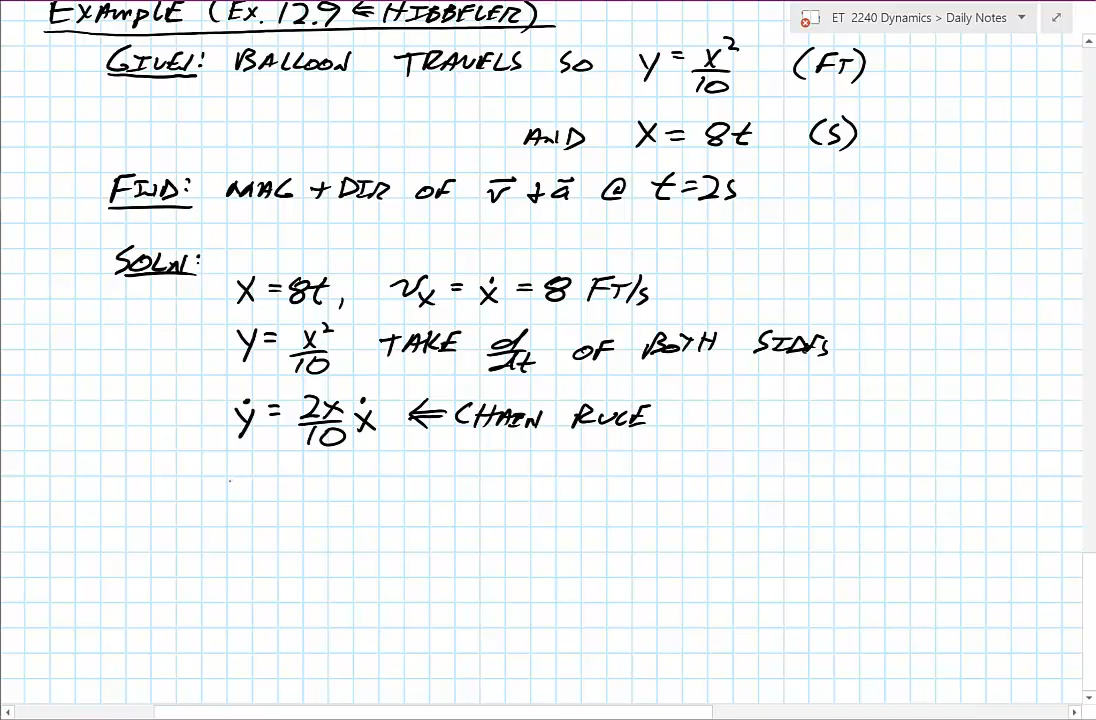 EXAMPLE (EX. 12.9 ⇐ HIBBELER)
ET 2240 Dynamics > Daily Notes
GIVEN: BALLOON TRAVELS SO y = x²/10 (FT)
AND X = 8t (S)
FIND: MAG + DIR OF v⃗ & a⃗ @ t=2s
SOLN:
X = 8t, v_x = ẋ = 8 FT/s
y = x²/10 TAKE d/dt OF BOTH SIDES
ẏ = 2x/10 ẋ ⇐ CHAIN RULE